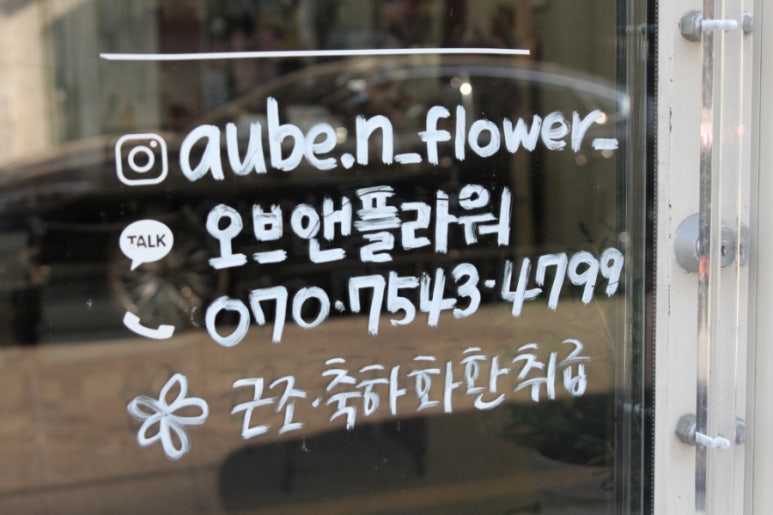 aube.n_flower_
TALK 오브앤플라워
070·7543·4799
근조·축하화환취급